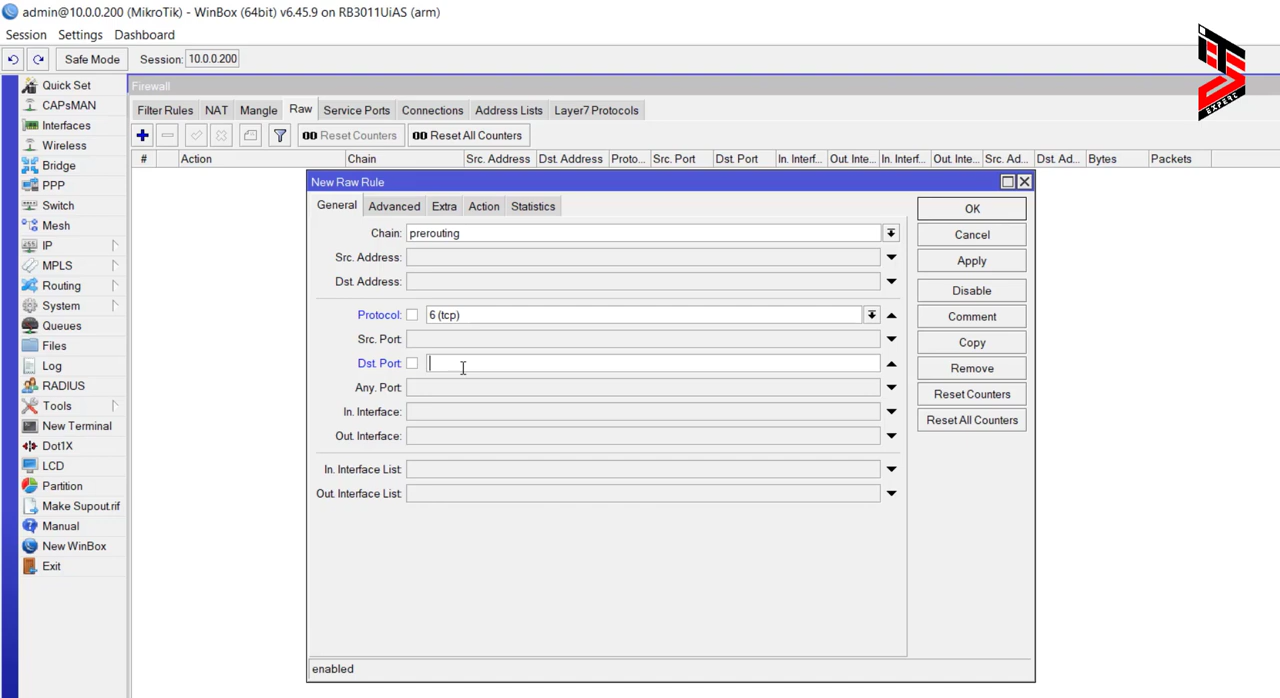 admin@10.0.0.200 (MikroTik) - WinBox (64bit) v6.45.9 on RB3011UiAS (arm)
Session Settings Dashboard
Safe Mode Session: 10.0.0.200
Quick Set
CAPsMAN
Interfaces
Wireless
Bridge
PPP
Switch
Mesh
IP
MPLS
Routing
System
Queues
Files
Log
RADIUS
Tools
New Terminal
Dot1X
LCD
Partition
Make Supout.rif
Manual
New WinBox
Exit
Firewall
Filter Rules NAT Mangle Raw Service Ports Connections Address Lists Layer7 Protocols
00 Reset Counters 00 Reset All Counters
# Action Chain Src. Address Dst. Address Proto... Src. Port Dst. Port In. Interf... Out. Inte... In. Interf... Out. Inte... Src. Ad... Dst. Ad... Bytes Packets
New Raw Rule
General Advanced Extra Action Statistics
Chain: prerouting
Src. Address:
Dst. Address:
Protocol: 6 (tcp)
Src. Port:
Dst. Port:
Any. Port:
In. Interface:
Out. Interface:
In. Interface List:
Out. Interface List:
OK
Cancel
Apply
Disable
Comment
Copy
Remove
Reset Counters
Reset All Counters
enabled
ITS
EXPERT